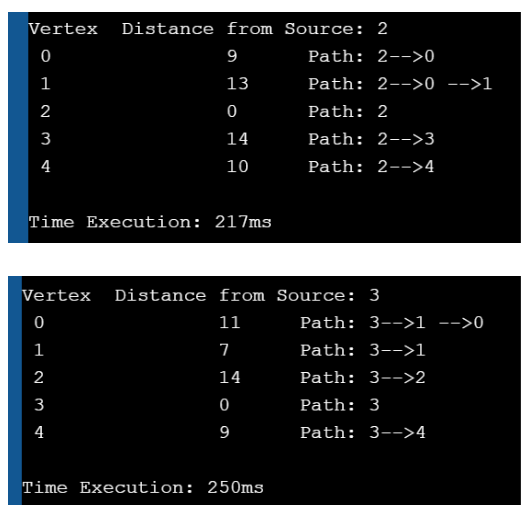 Vertex  Distance from Source: 2
0 9 Path: 2-->0
1 13 Path: 2-->0 -->1
2 0 Path: 2
3 14 Path: 2-->3
4 10 Path: 2-->4
Time Execution: 217ms
Vertex  Distance from Source: 3
0 11 Path: 3-->1 -->0
1 7 Path: 3-->1
2 14 Path: 3-->2
3 0 Path: 3
4 9 Path: 3-->4
Time Execution: 250ms